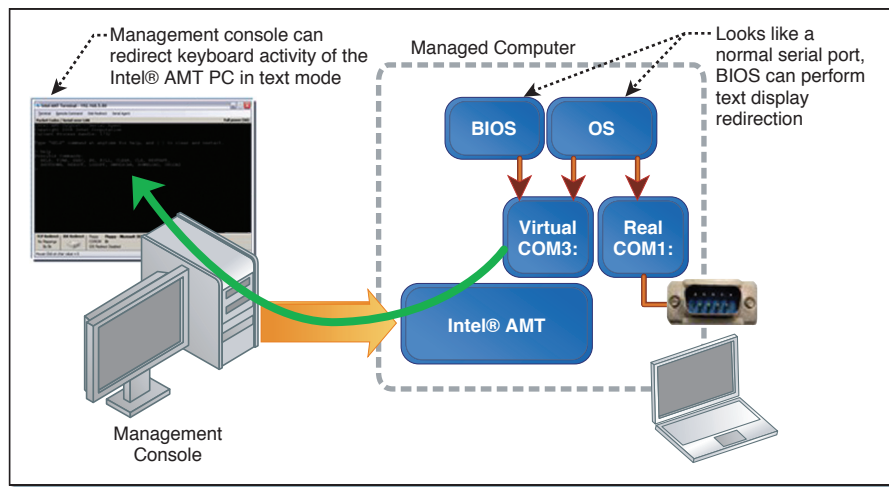 Management console can
redirect keyboard activity of the
Intel® AMT PC in text mode
Managed Computer
Looks like a
normal serial port,
BIOS can perform
text display
redirection
BIOS
OS
Virtual
COM3:
Real
COM1:
Intel® AMT
Management
Console